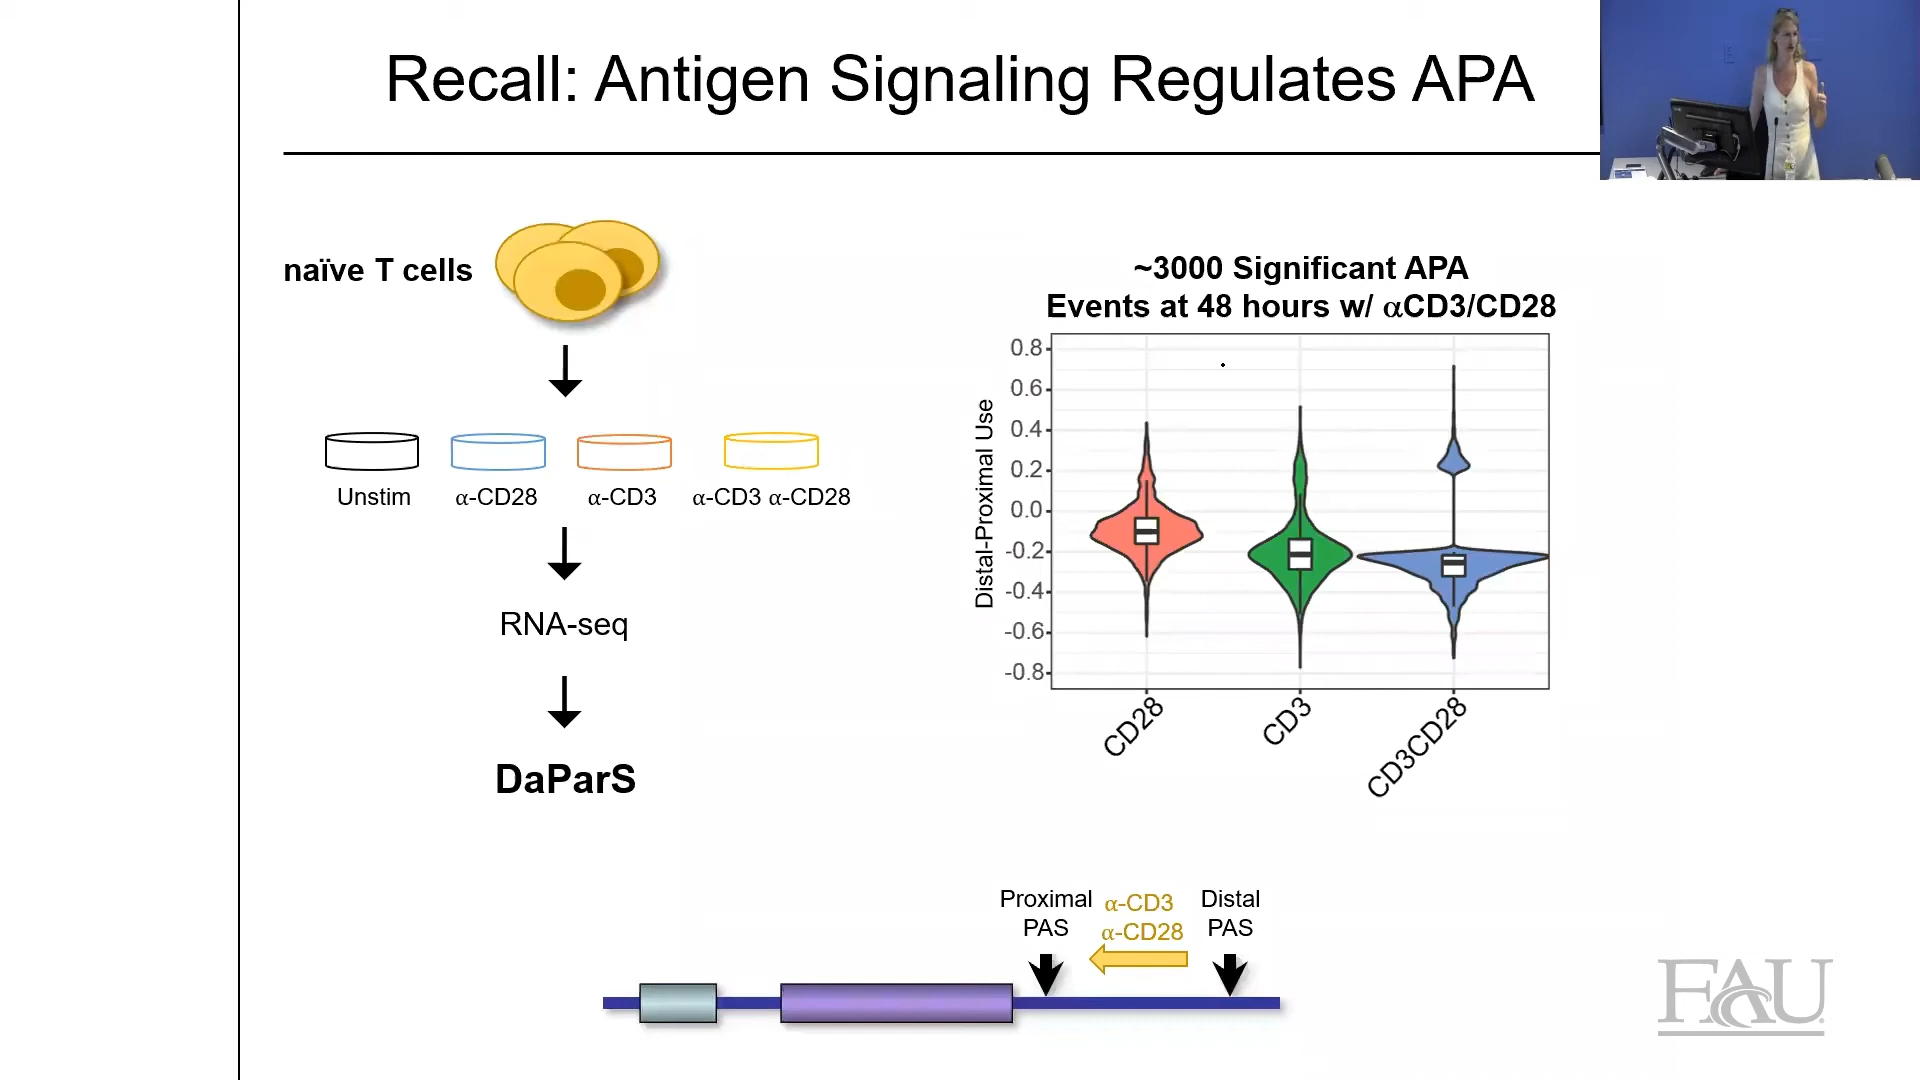 Recall: Antigen Signaling Regulates APA
naïve T cells
Unstim
α-CD28
α-CD3
α-CD3 α-CD28
RNA-seq
DaParS
~3000 Significant APA
Events at 48 hours w/ αCD3/CD28
Distal-Proximal Use
0.8
0.6
0.4
0.2
0.0
-0.2
-0.4
-0.6
-0.8
CD28
CD3
CD3CD28
Proximal
PAS
α-CD3
α-CD28
Distal
PAS
FAU